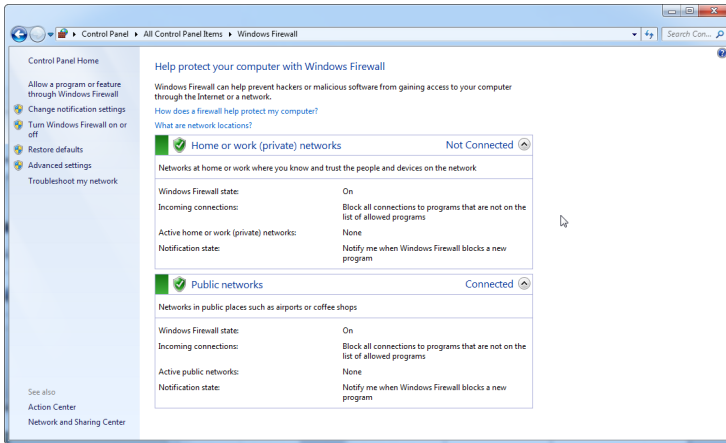 Control Panel
All Control Panel Items
Windows Firewall
Search Con...
Control Panel Home
Allow a program or feature
through Windows Firewall
Change notification settings
Turn Windows Firewall on or
off
Restore defaults
Advanced settings
Troubleshoot my network
See also
Action Center
Network and Sharing Center
Help protect your computer with Windows Firewall
Windows Firewall can help prevent hackers or malicious software from gaining access to your computer
through the Internet or a network.
How does a firewall help protect my computer?
What are network locations?
Home or work (private) networks Not Connected
Networks at home or work where you know and trust the people and devices on the network
Windows Firewall state: On
Incoming connections: Block all connections to programs that are not on the
list of allowed programs
Active home or work (private) networks: None
Notification state: Notify me when Windows Firewall blocks a new
program
Public networks Connected
Networks in public places such as airports or coffee shops
Windows Firewall state: On
Incoming connections: Block all connections to programs that are not on the
list of allowed programs
Active public networks: None
Notification state: Notify me when Windows Firewall blocks a new
program